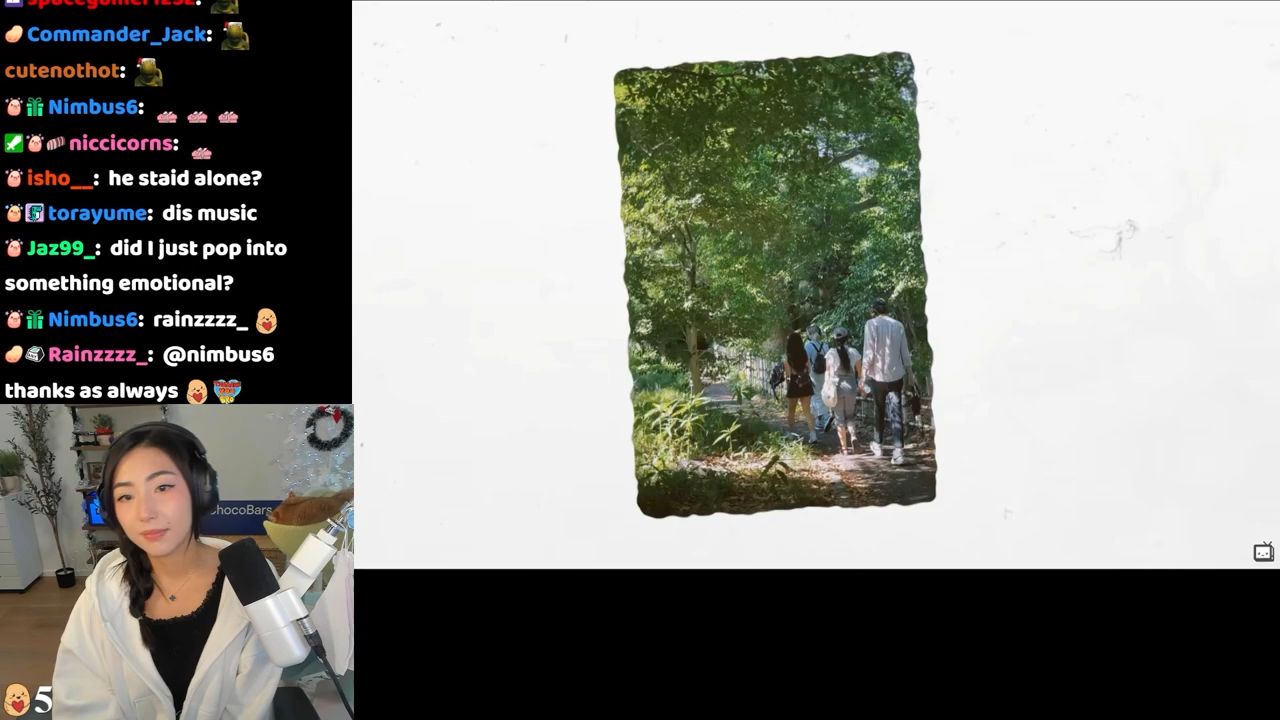 spacegamer1232:
Commander_Jack:
cutenothot:
Nimbus6:
niccicorns:
isho__: he staid alone?
torayume: dis music
Jaz99_: did I just pop into
something emotional?
Nimbus6: rainzzzz_
Rainzzzz_: @nimbus6
thanks as always
ChocoBars
5